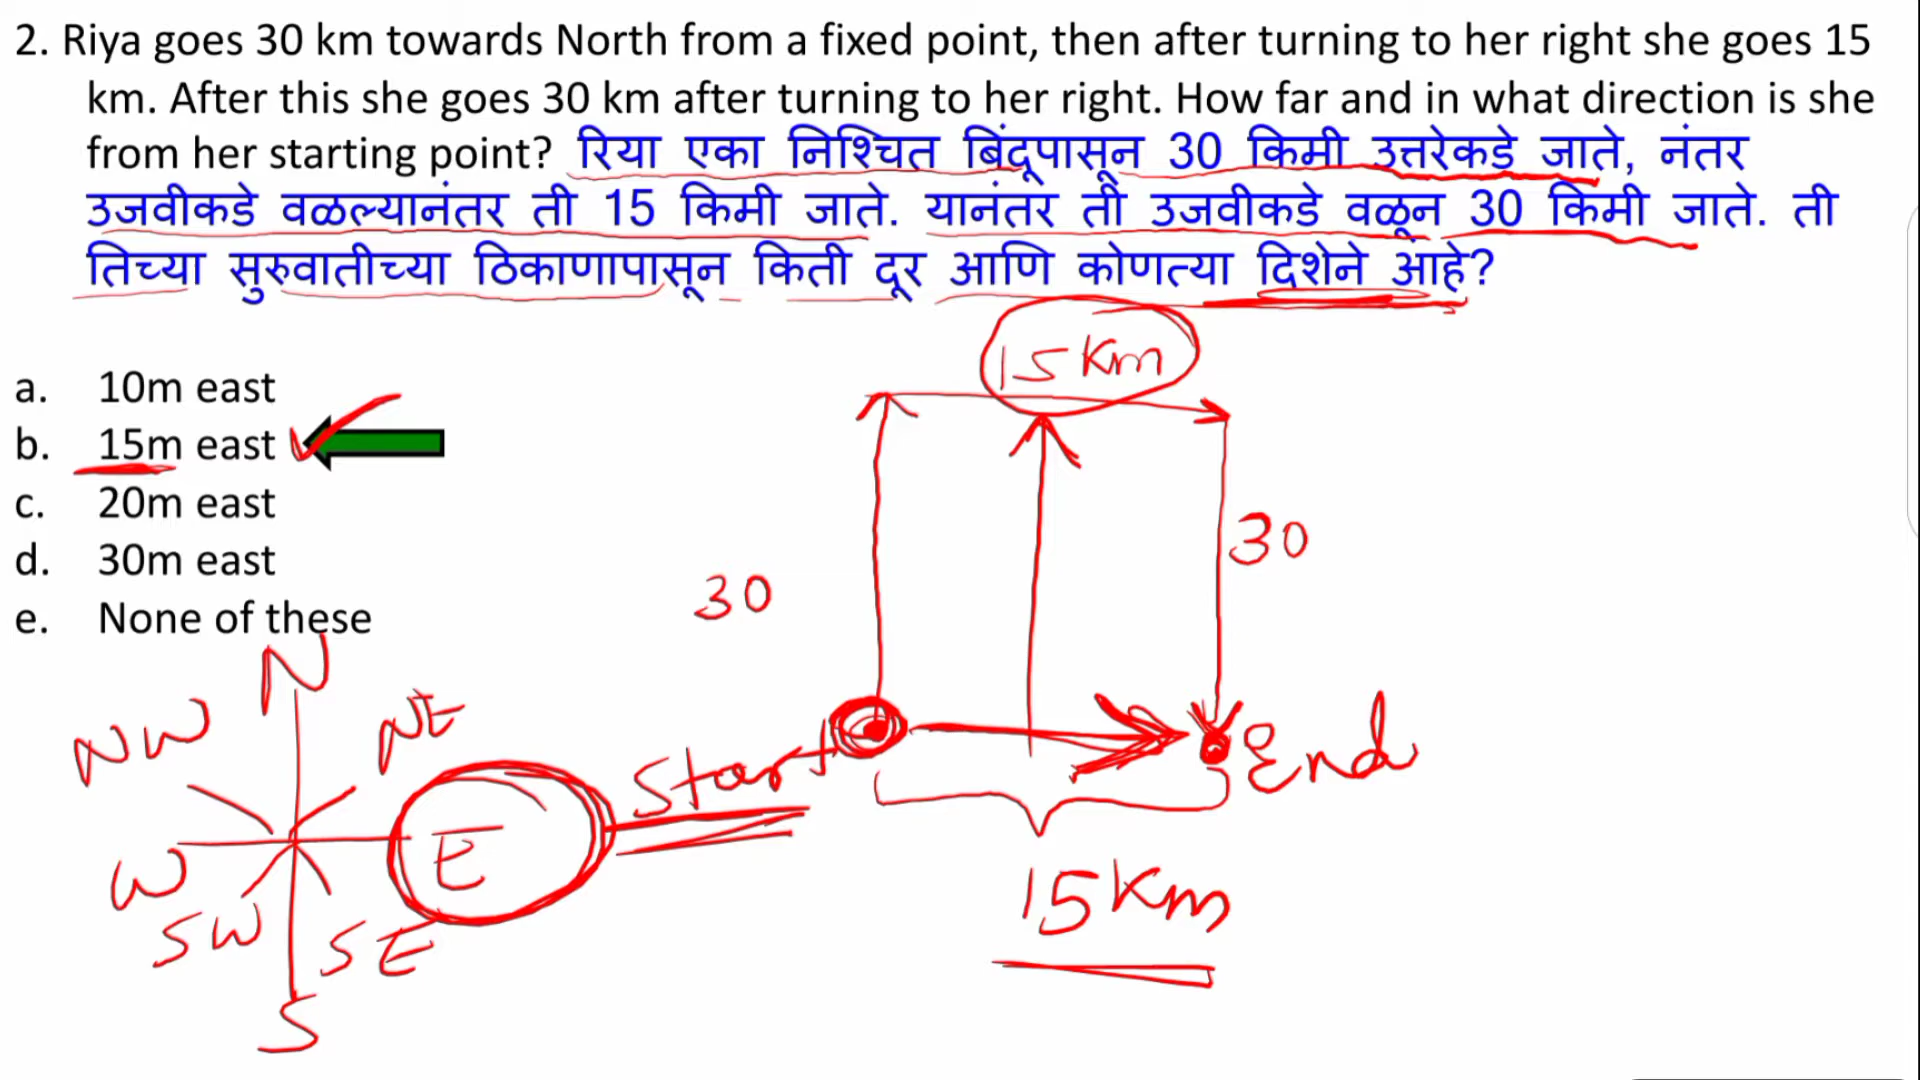 2. Riya goes 30 km towards North from a fixed point, then after turning to her right she goes 15
km. After this she goes 30 km after turning to her right. How far and in what direction is she
from her starting point? रिया एका निश्चित बिंदूपासून 30 किमी उत्तरेकडे जाते, नंतर
उजवीकडे वळल्यानंतर ती 15 किमी जाते. यानंतर ती उजवीकडे वळून 30 किमी जाते. ती
तिच्या सुरुवातीच्या ठिकाणापासून किती दूर आणि कोणत्या दिशेने आहे?
15 Km
a. 10m east
b. 15m east
c. 20m east
d. 30m east
e. None of these
30
30
N
NW
NE
Start
End
W
E
15 Km
SW
SE
S